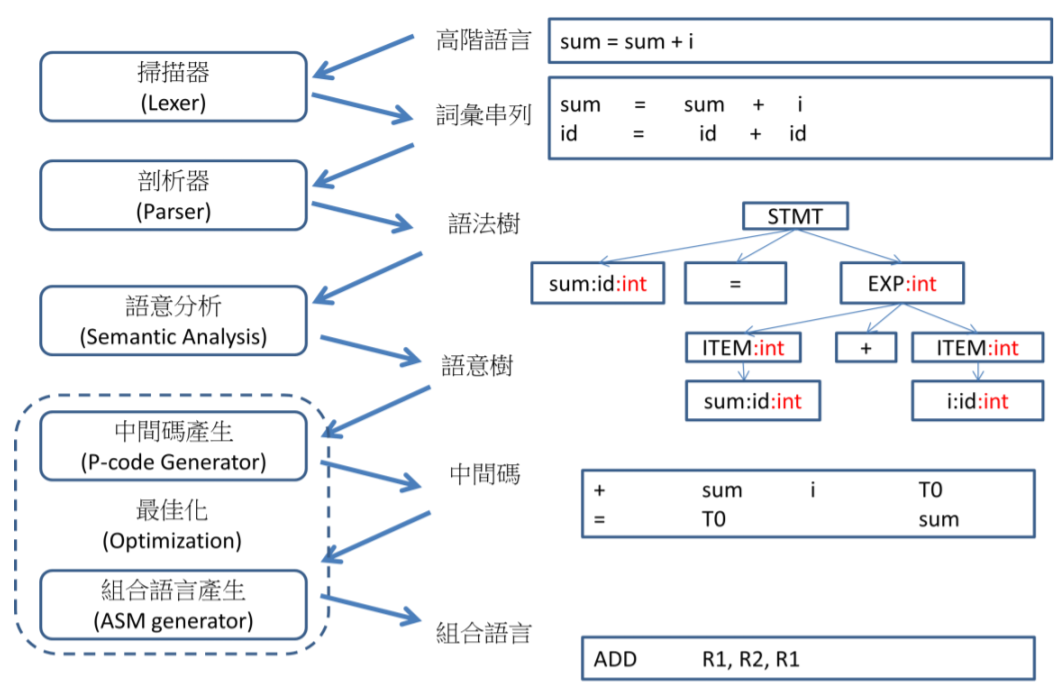 高階語言
sum = sum + i
掃描器
(Lexer)
詞彙串列
sum = sum + i
id = id + id
剖析器
(Parser)
語法樹
STMT
sum:id:int = EXP:int
語意分析
(Semantic Analysis)
ITEM:int + ITEM:int
語意樹
sum:id:int i:id:int
中間碼產生
(P-code Generator)
中間碼
+ sum i T0
= T0 sum
最佳化
(Optimization)
組合語言產生
(ASM generator)
組合語言
ADD R1, R2, R1